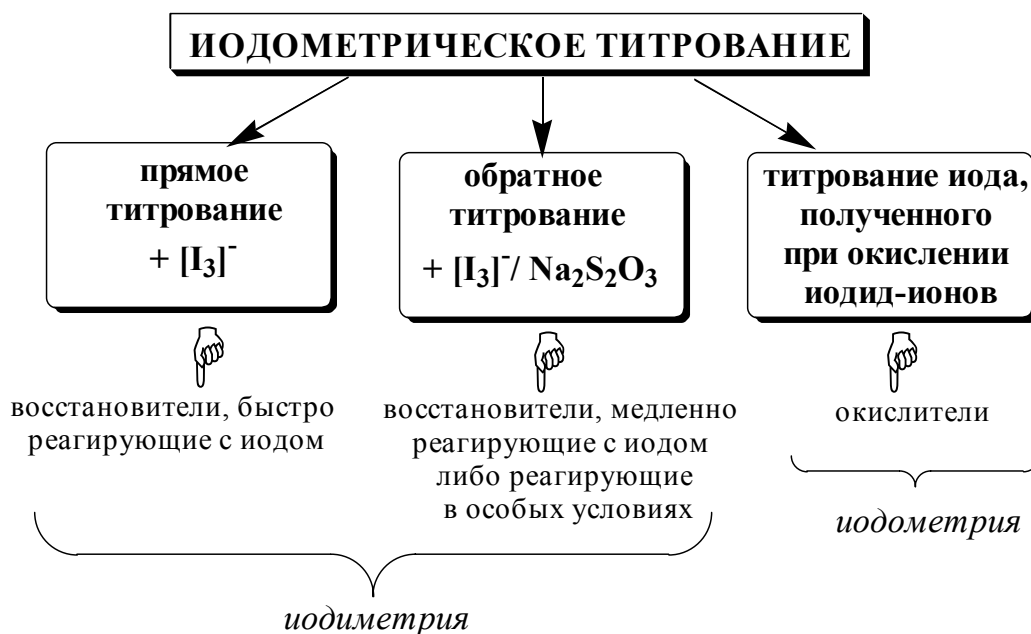 ИОДОМЕТРИЧЕСКОЕ ТИТРОВАНИЕ
прямое
титрование
+ [I₃]⁻
обратное
титрование
+ [I₃]⁻/ Na₂S₂O₃
титрование иода,
полученного
при окислении
иодид-ионов
восстановители, быстро
реагирующие с иодом
восстановители, медленно
реагирующие с иодом
либо реагирующие
в особых условиях
окислители
иодометрия
иодиметрия